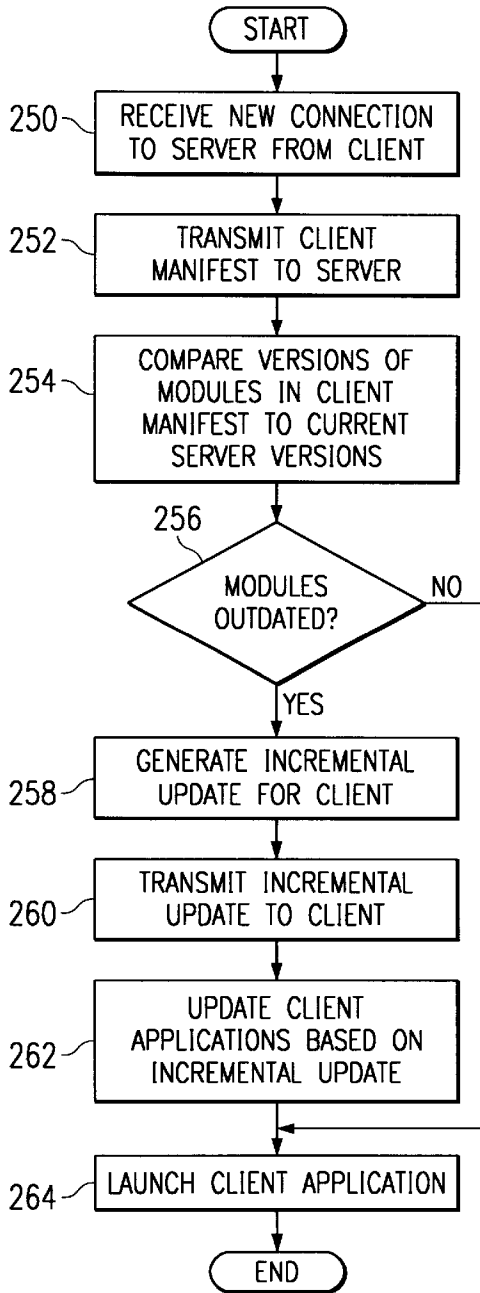 START
250
RECEIVE NEW CONNECTION
TO SERVER FROM CLIENT
252
TRANSMIT CLIENT
MANIFEST TO SERVER
254
COMPARE VERSIONS OF
MODULES IN CLIENT
MANIFEST TO CURRENT
SERVER VERSIONS
256
MODULES
OUTDATED?
NO
YES
258
GENERATE INCREMENTAL
UPDATE FOR CLIENT
260
TRANSMIT INCREMENTAL
UPDATE TO CLIENT
262
UPDATE CLIENT
APPLICATIONS BASED ON
INCREMENTAL UPDATE
264
LAUNCH CLIENT APPLICATION
END